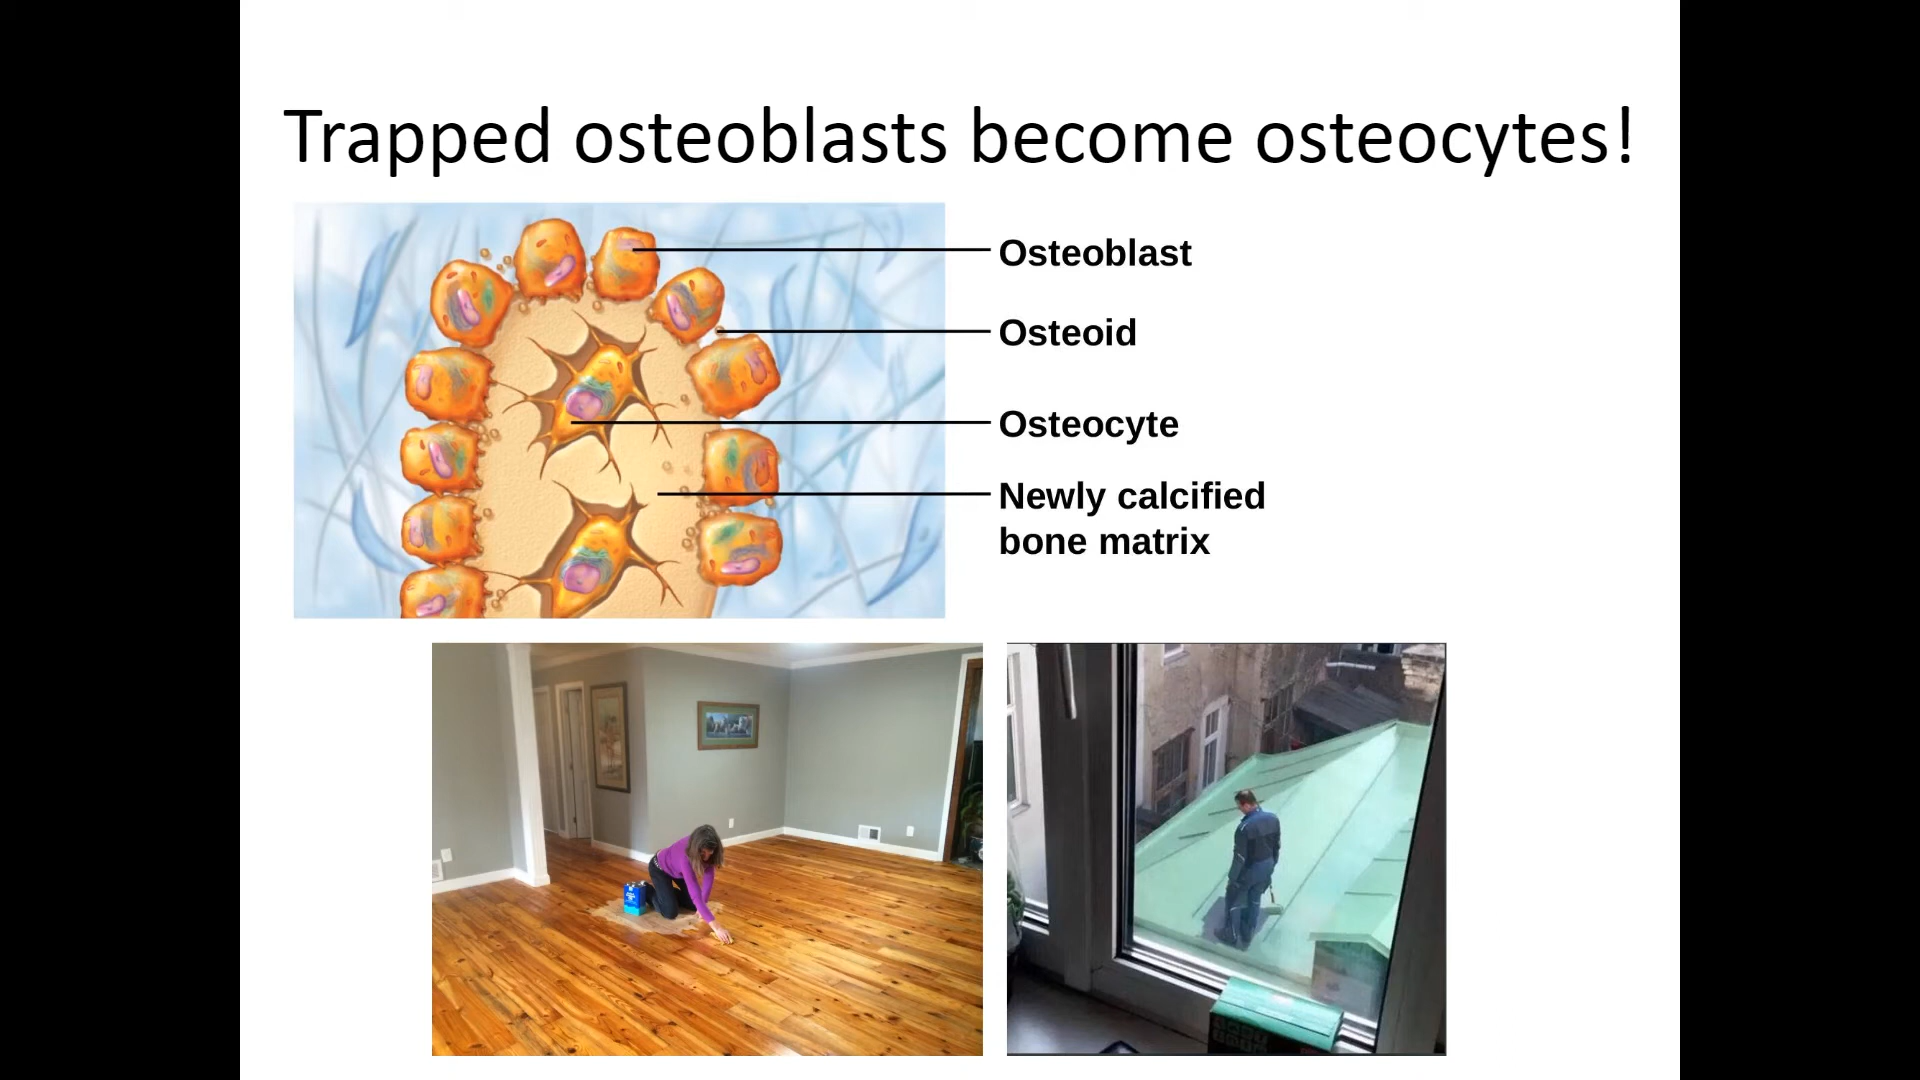 Trapped osteoblasts become osteocytes!
Osteoblast
Osteoid
Osteocyte
Newly calcified
bone matrix